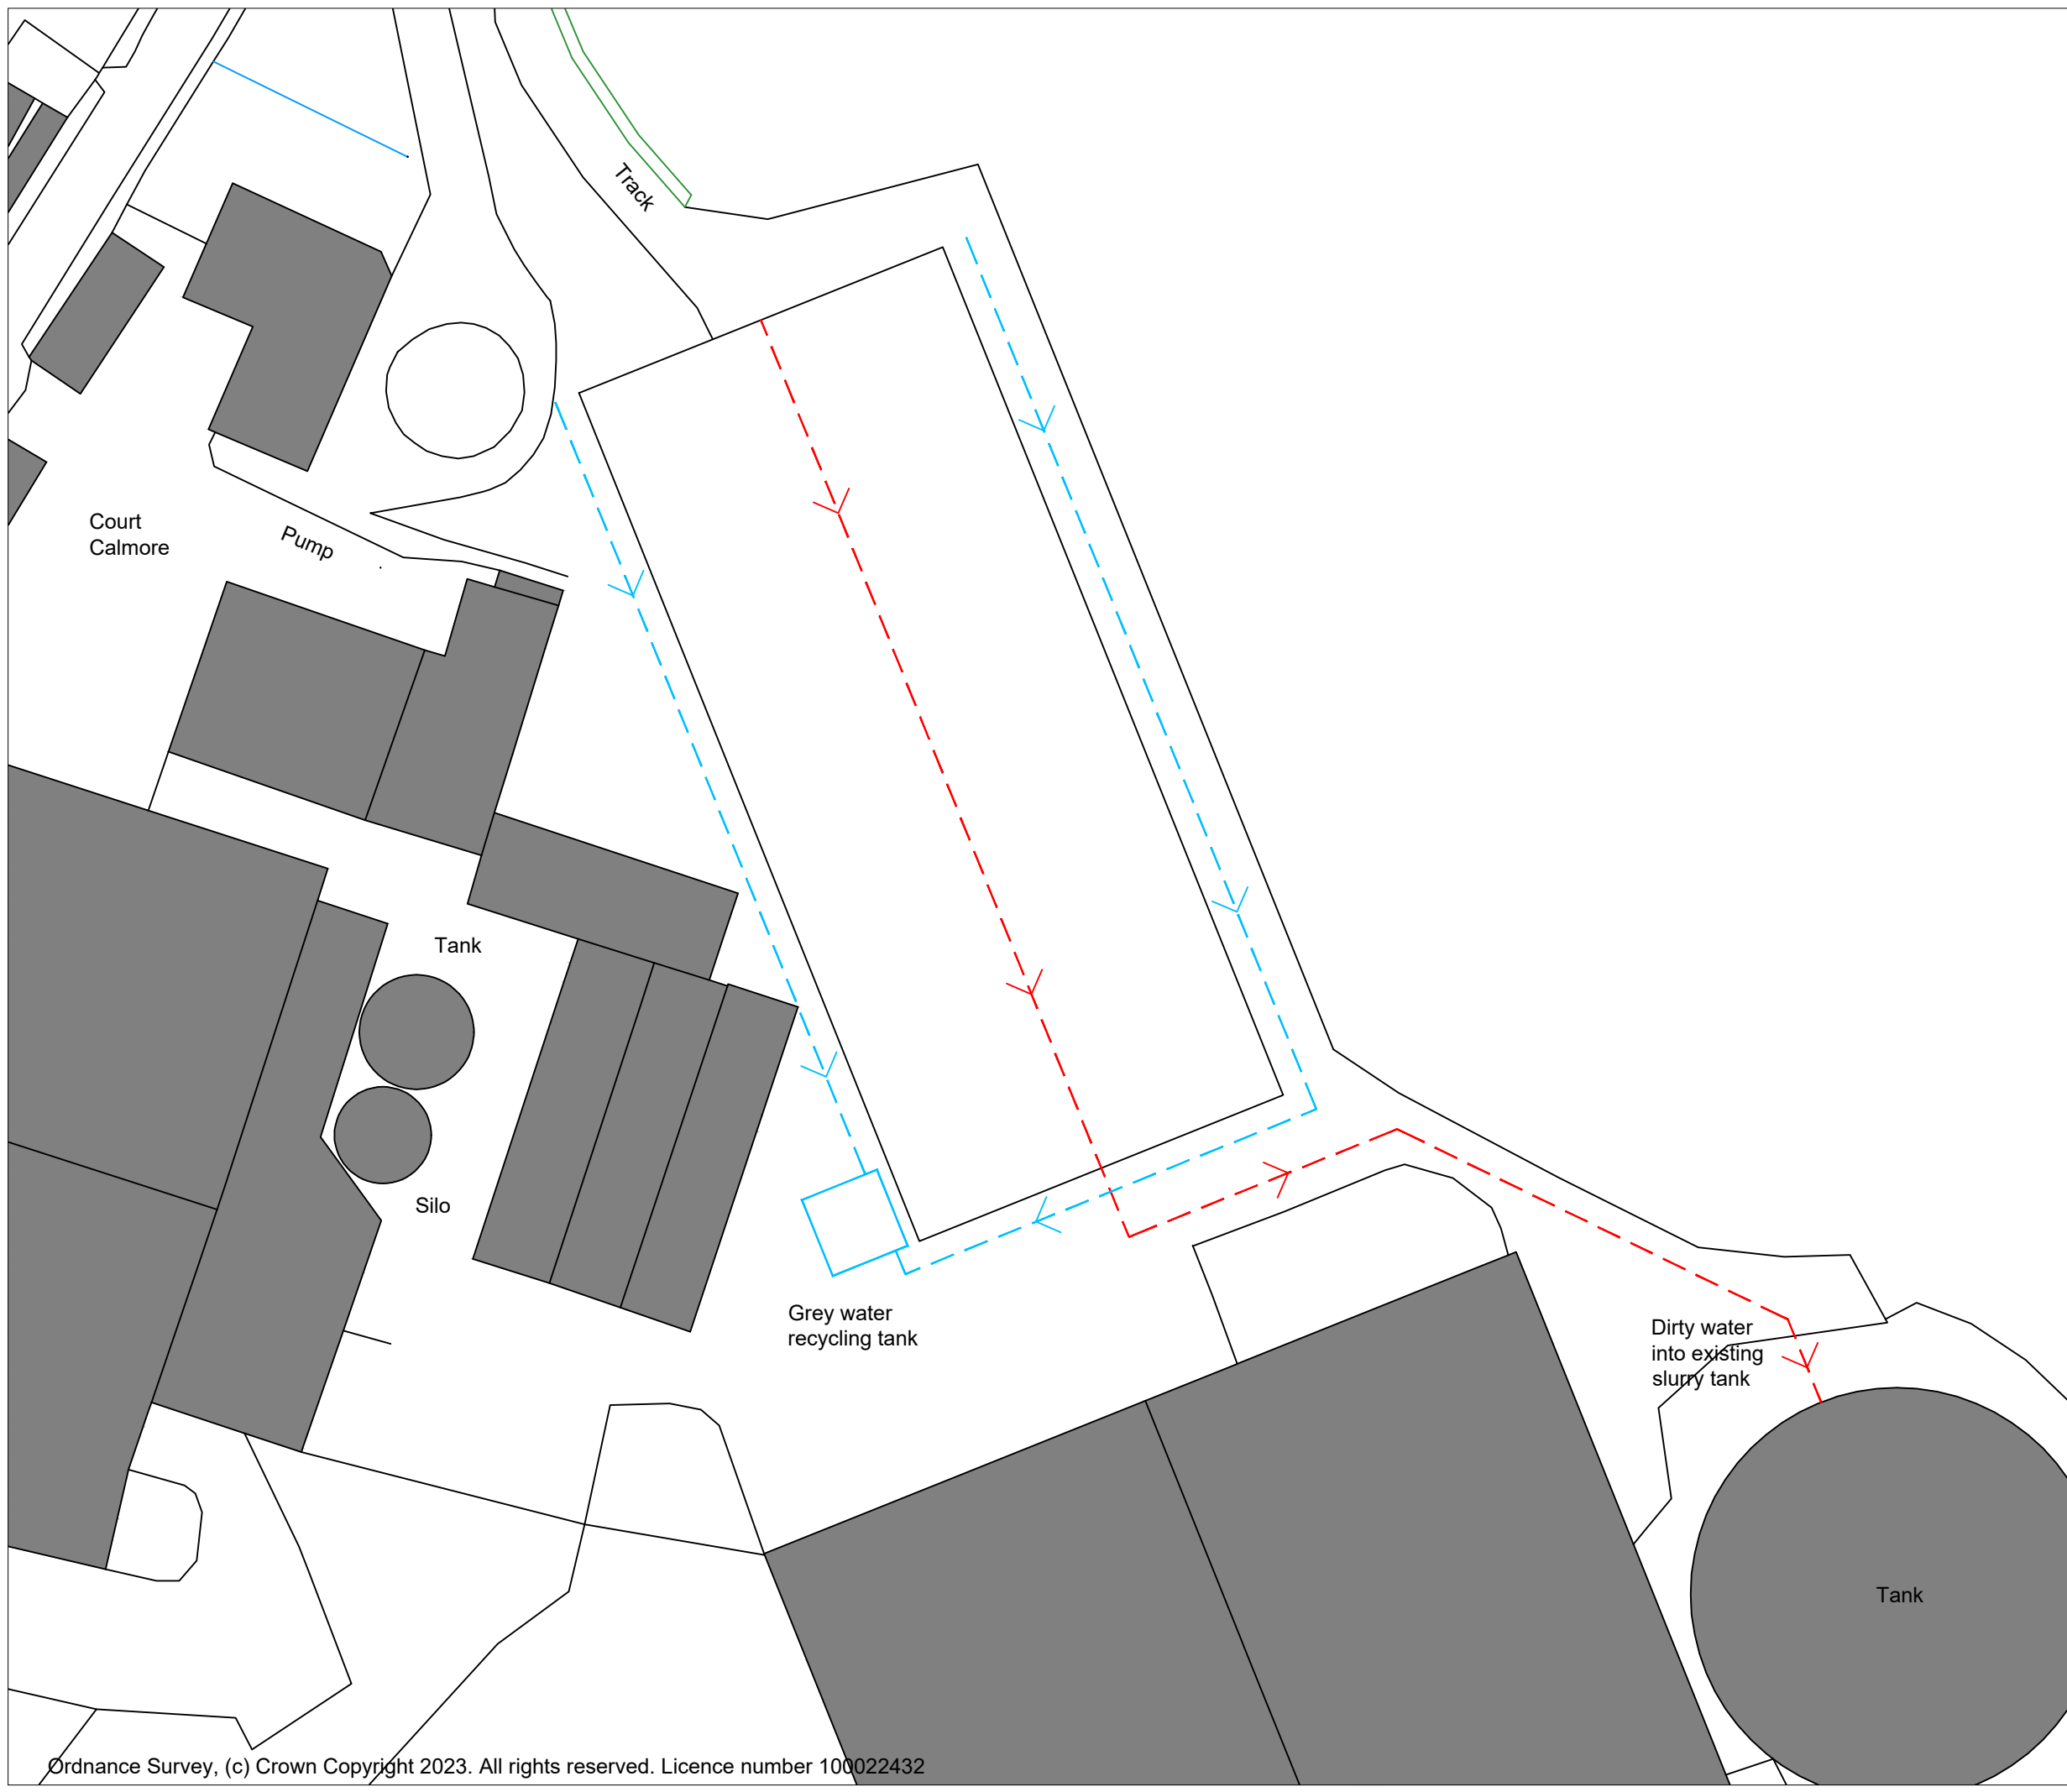 Track
Court
Calmore
Pump
Tank
Silo
Grey water
recycling tank
Dirty water
into existing
slurry tank
Tank
Ordnance Survey, (c) Crown Copyright 2023. All rights reserved. Licence number 100022432